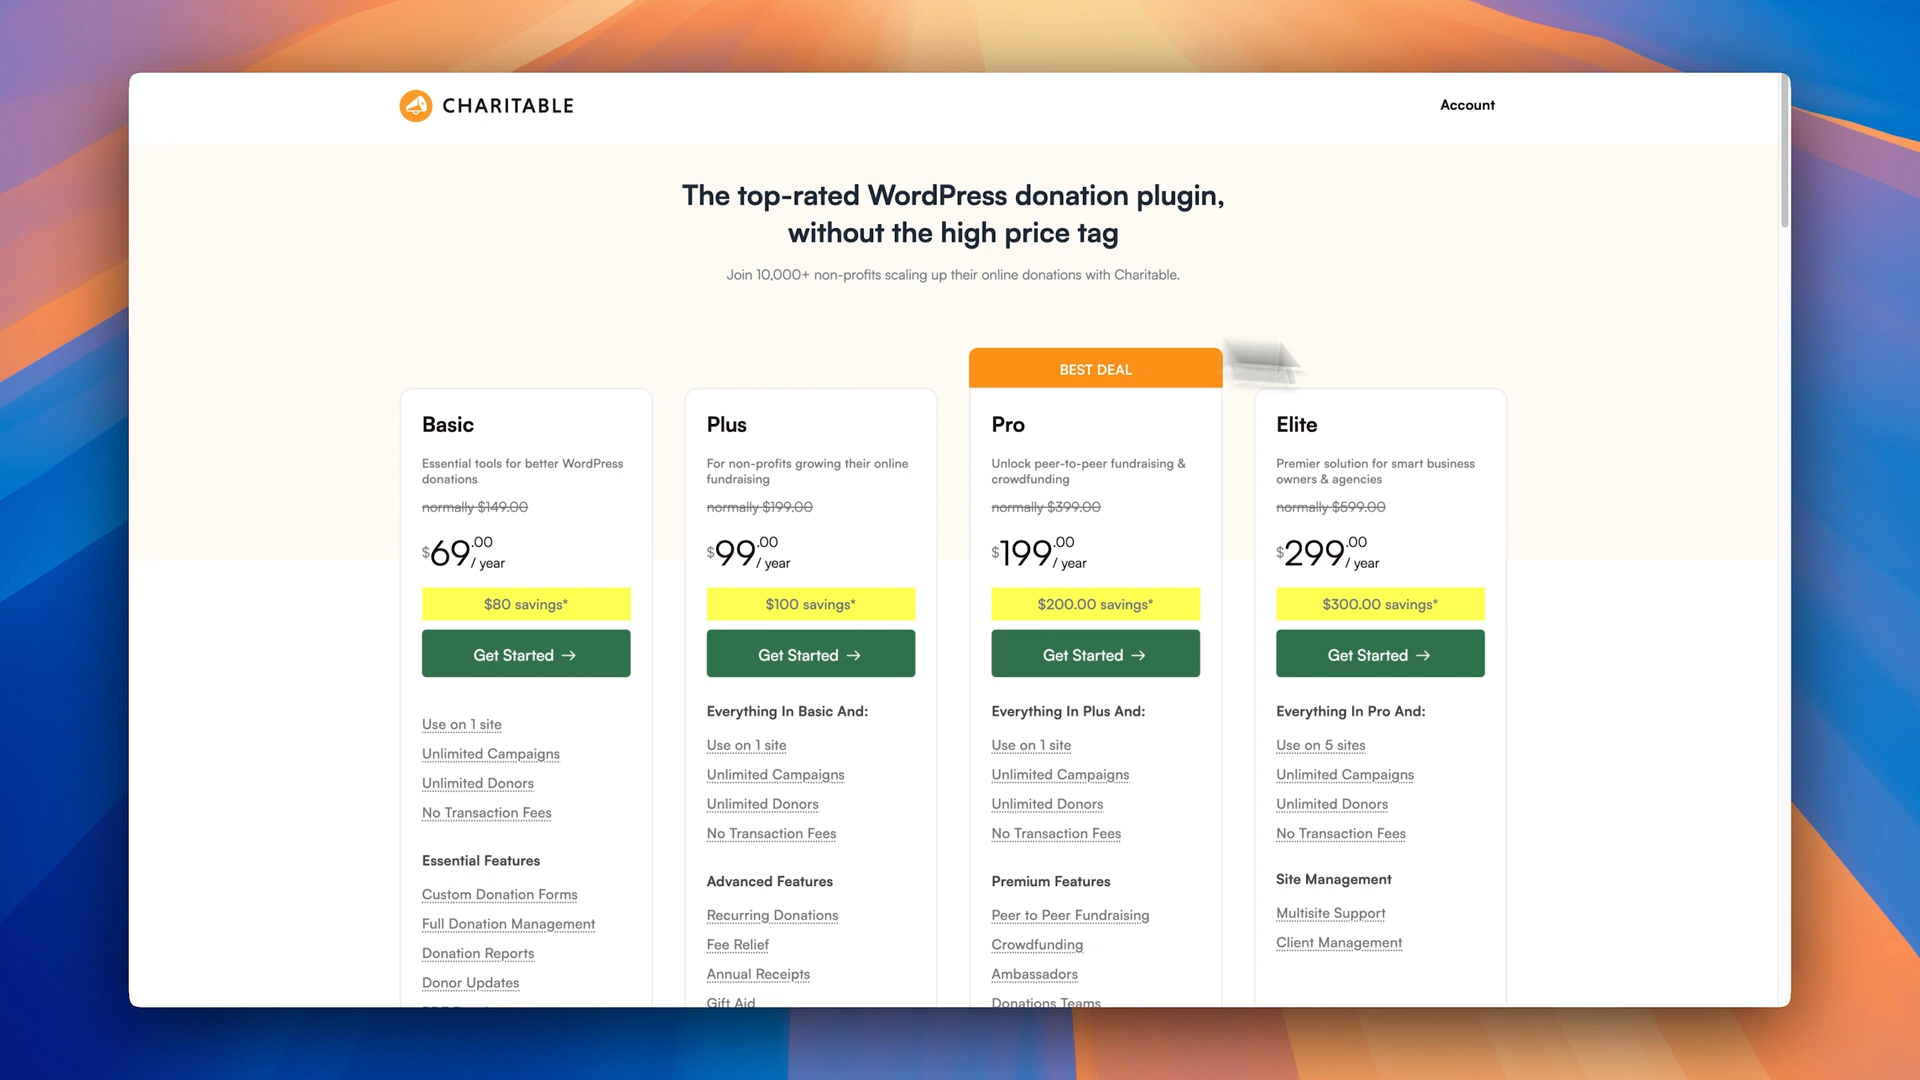 CHARITABLE
Account
The top-rated WordPress donation plugin,
without the high price tag
Join 10,000+ non-profits scaling up their online donations with Charitable.
Basic
Essential tools for better WordPress
donations
normally $149.00
$69.00
/ year
$80 savings*
Get Started →
Use on 1 site
Unlimited Campaigns
Unlimited Donors
No Transaction Fees
Essential Features
Custom Donation Forms
Full Donation Management
Donation Reports
Donor Updates
Plus
For non-profits growing their online
fundraising
normally $199.00
$99.00
/ year
$100 savings*
Get Started →
Everything In Basic And:
Use on 1 site
Unlimited Campaigns
Unlimited Donors
No Transaction Fees
Advanced Features
Recurring Donations
Fee Relief
Annual Receipts
Gift Aid
BEST DEAL
Pro
Unlock peer-to-peer fundraising &
crowdfunding
normally $399.00
$199.00
/ year
$200.00 savings*
Get Started →
Everything In Plus And:
Use on 1 site
Unlimited Campaigns
Unlimited Donors
No Transaction Fees
Premium Features
Peer to Peer Fundraising
Crowdfunding
Ambassadors
Donations Teams
Elite
Premier solution for smart business
owners & agencies
normally $599.00
$299.00
/ year
$300.00 savings*
Get Started →
Everything In Pro And:
Use on 5 sites
Unlimited Campaigns
Unlimited Donors
No Transaction Fees
Site Management
Multisite Support
Client Management